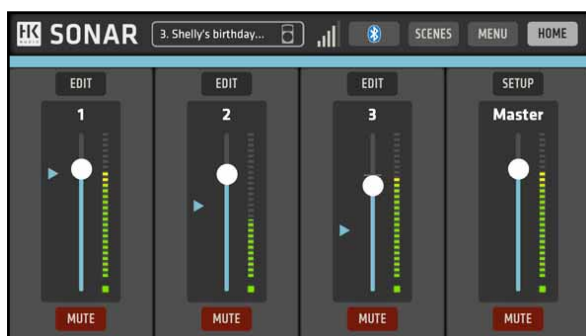 HK AUDIO SONAR 3. Shelly's birthday... SCENES MENU HOME
EDIT EDIT EDIT SETUP
1 2 3 Master
MUTE MUTE MUTE MUTE